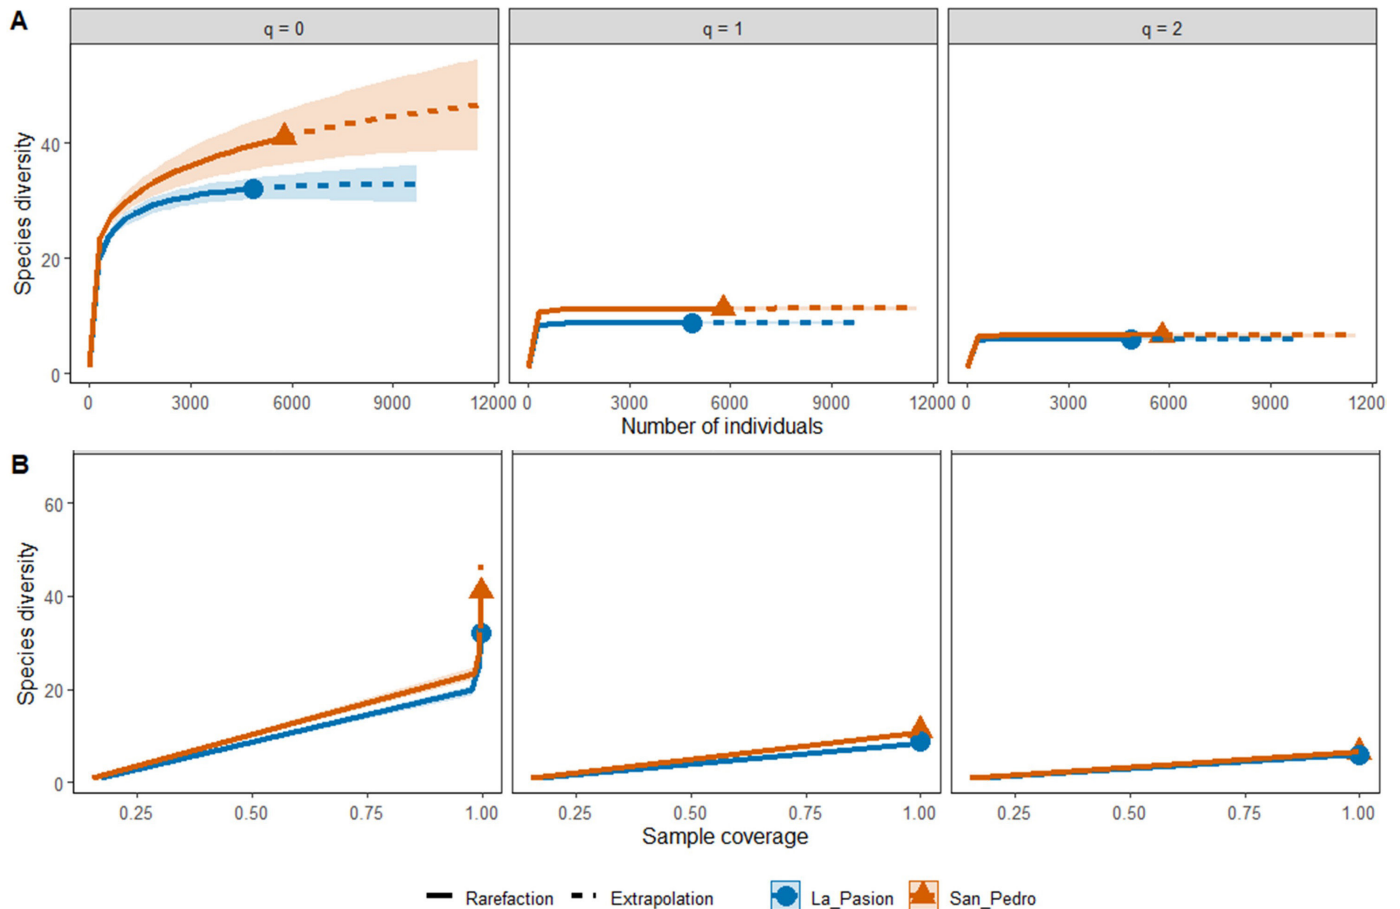 A
q = 0
q = 1
q = 2
Species diversity
40
20
0
0 3000 6000 9000 12000
0 3000 6000 9000 12000
0 3000 6000 9000 1200
Number of individuals
B
Species diversity
60
40
20
0
0.25 0.50 0.75 1.00
0.25 0.50 0.75 1.00
0.25 0.50 0.75 1.00
Sample coverage
Rarefaction Extrapolation La_Pasion San_Pedro